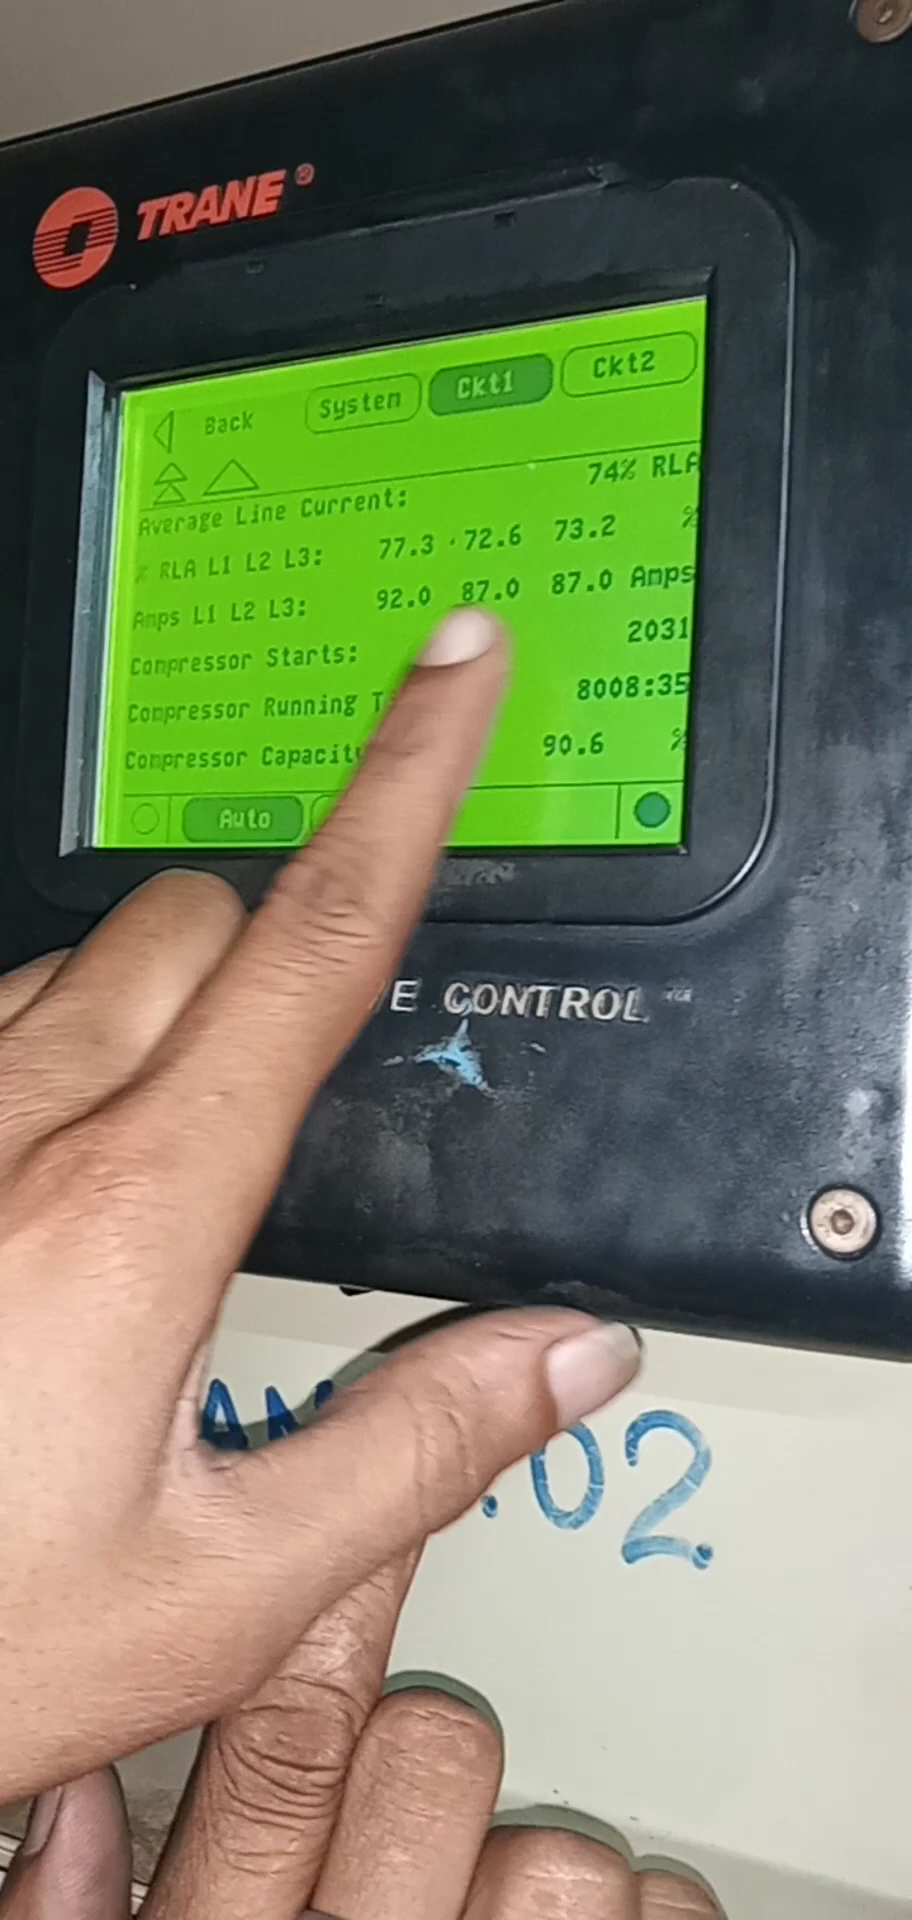 TRANE ®
Back System Ckt1 Ckt2
Average Line Current: 74% RLA
% RLA L1 L2 L3: 77.3 72.6 73.2 %
Amps L1 L2 L3: 92.0 87.0 87.0 Amps
Compressor Starts: 2031
Compressor Running T 8008:35
Compressor Capacity 90.6 %
Auto
E CONTROL
02